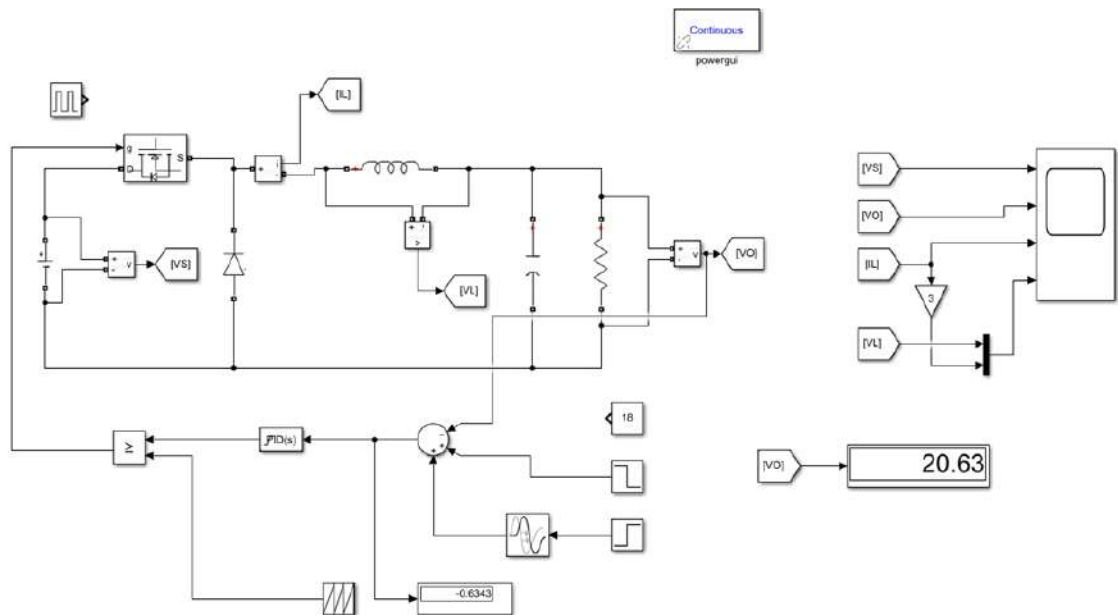 Continuous
powergui
[IL]
g
D
S
+
i
-
[VS]
+
v
-
[VL]
+
-
v
[VO]
+
v
-
[VS]
[VO]
[IL]
3
[VL]
18
PID(s)
≥
-
+
+
[VO]
20.63
-0.6343